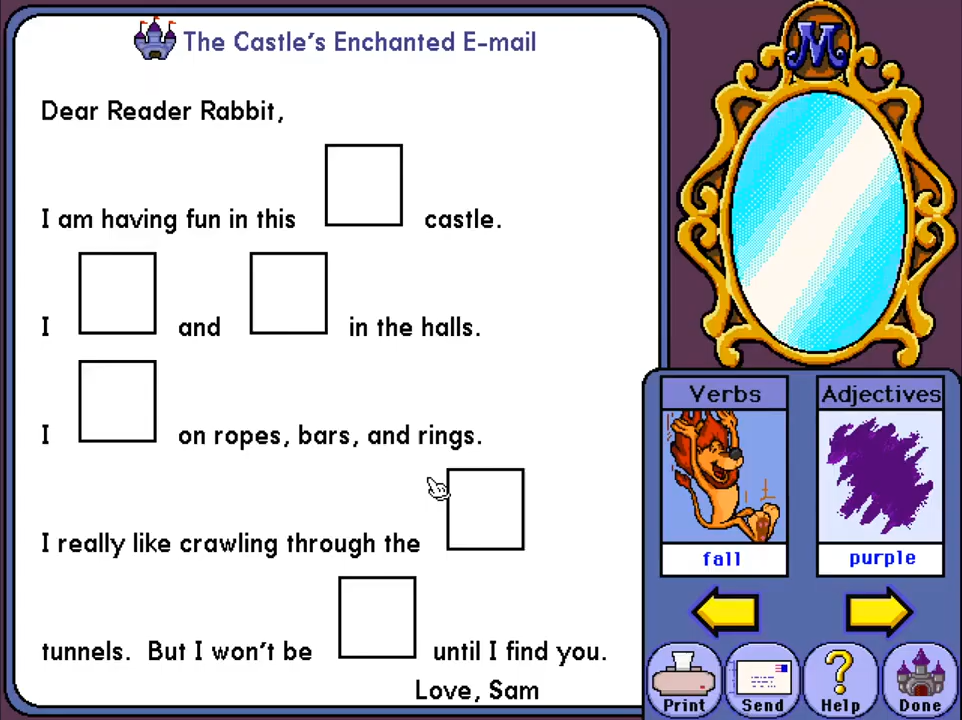 The Castle's Enchanted E-mail
M
Dear Reader Rabbit,
I am having fun in this castle.
I and in the halls.
I on ropes, bars, and rings.
I really like crawling through the
tunnels. But I won't be until I find you.
Love, Sam
Verbs Adjectives
fall purple
Print Send Help Done